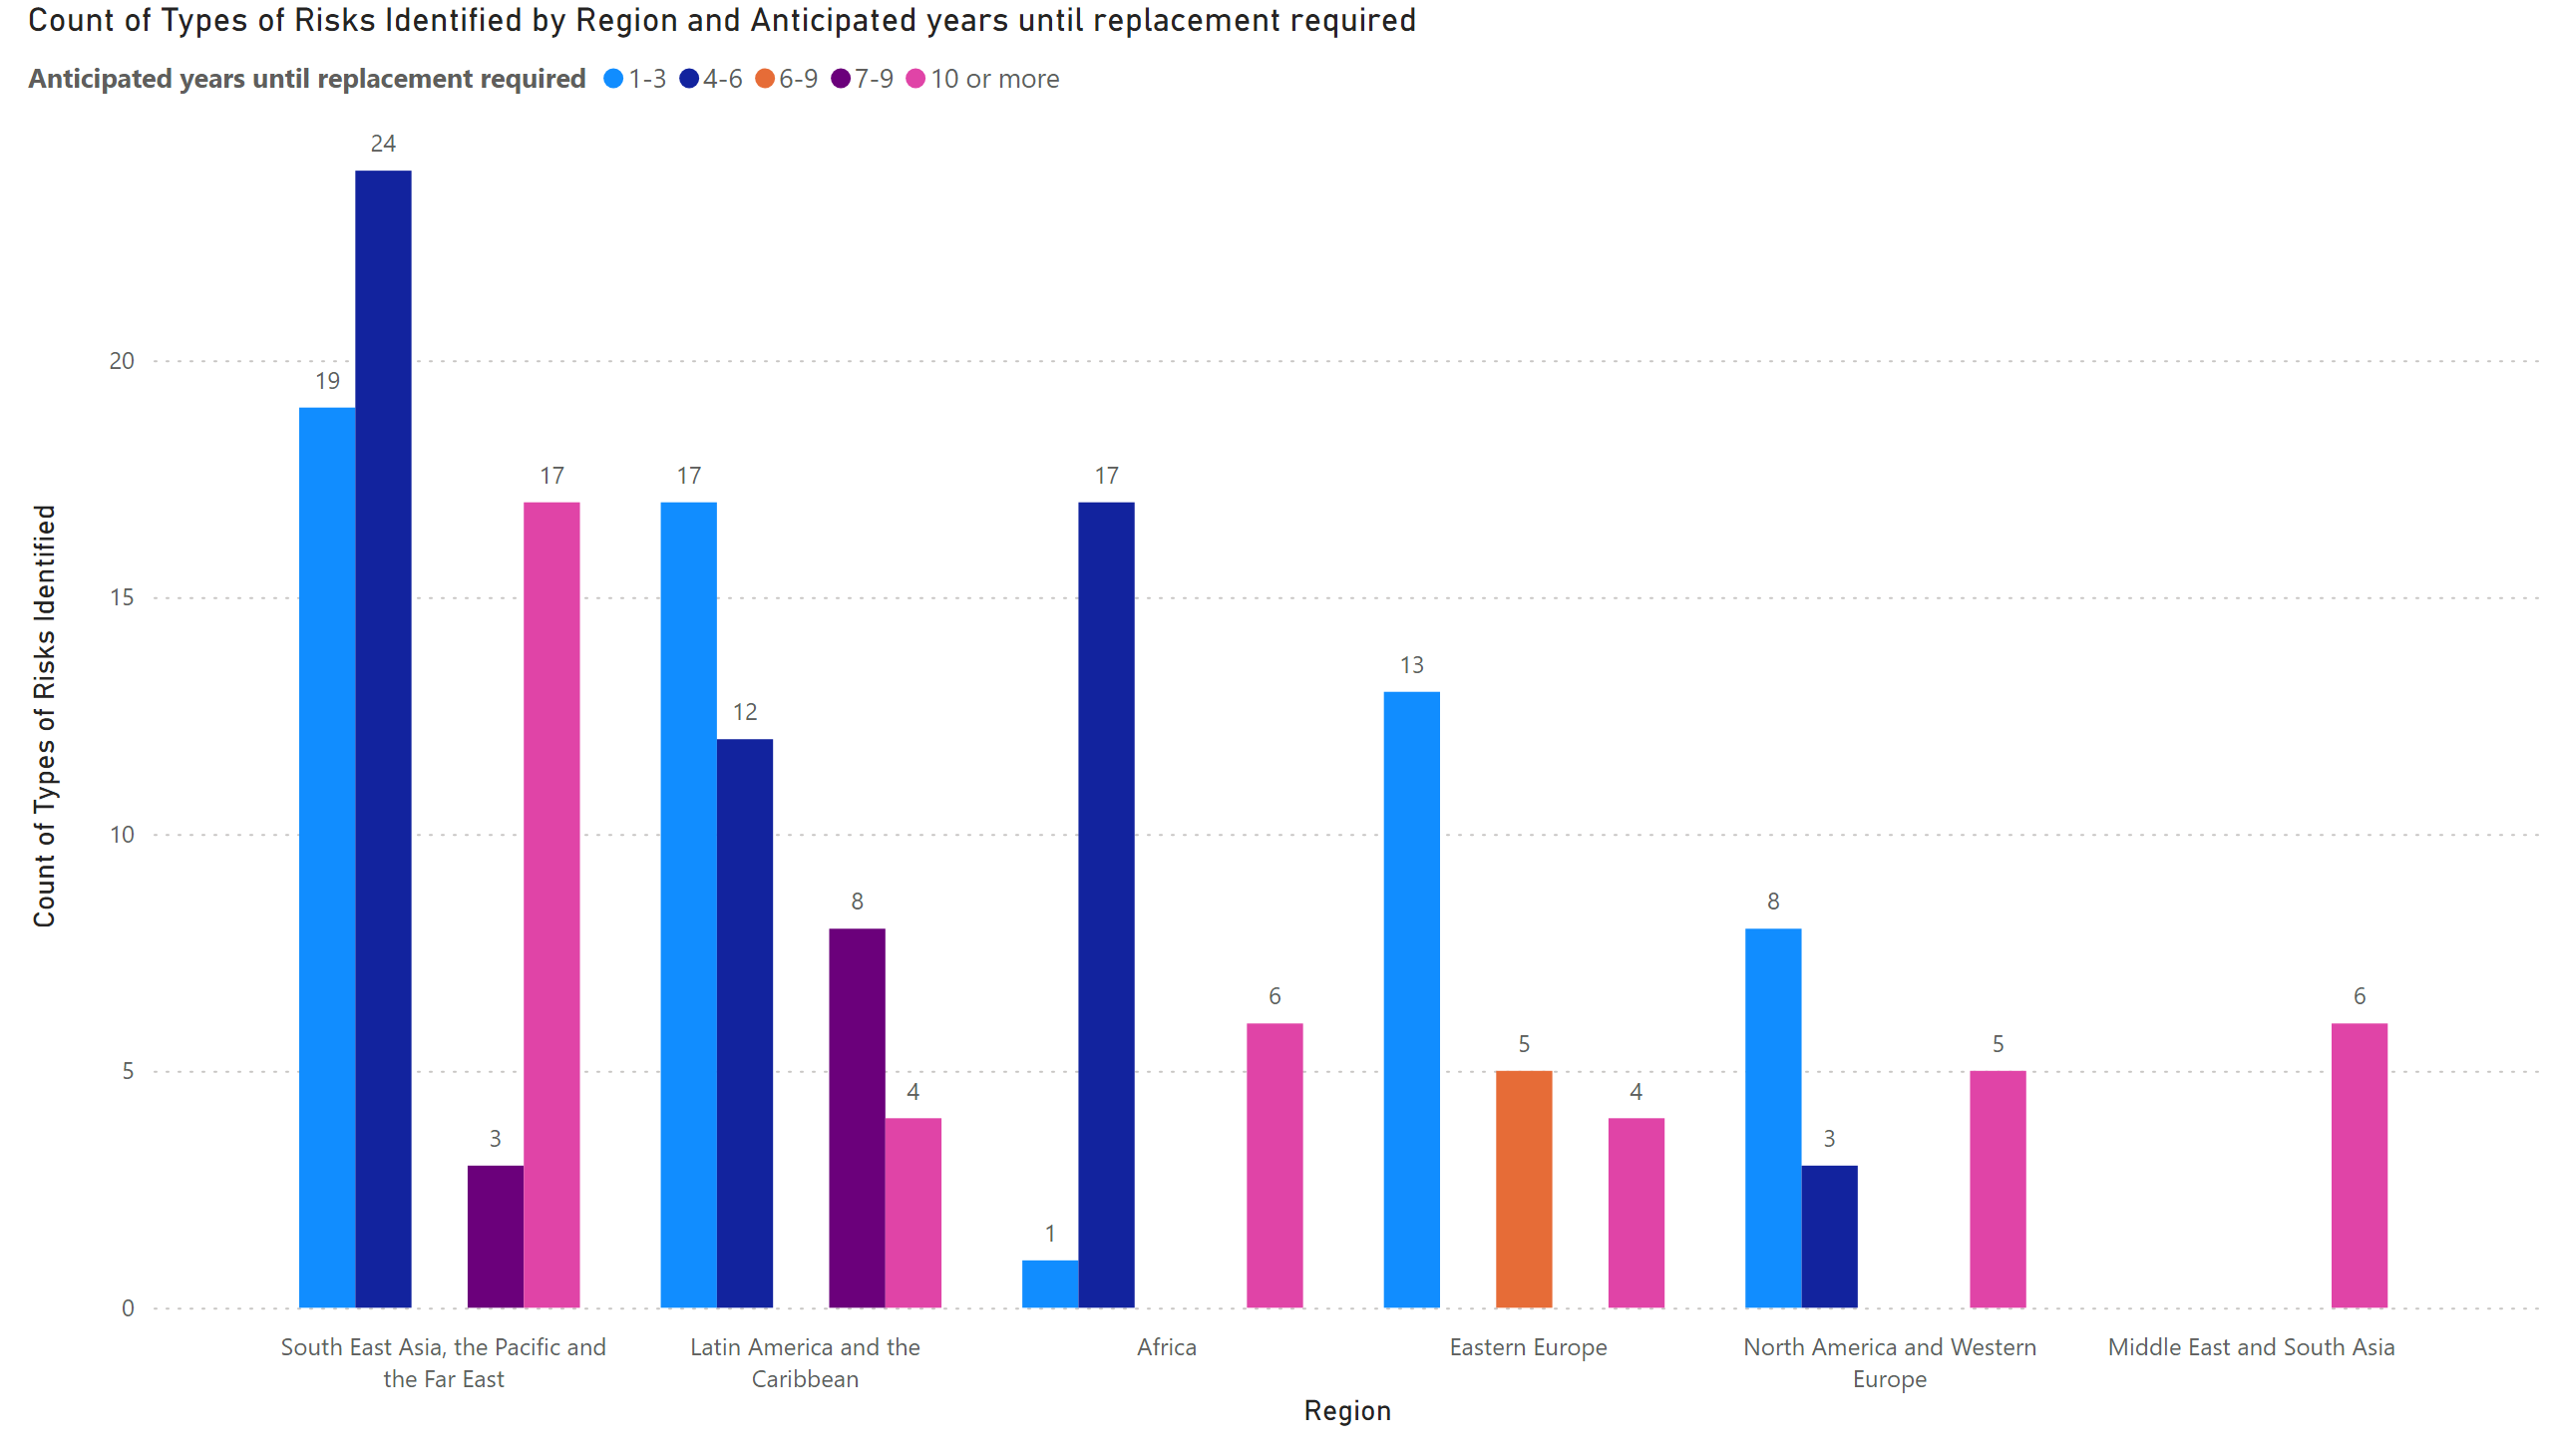 Count of Types of Risks Identified by Region and Anticipated years until replacement required
Anticipated years until replacement required 1-3 4-6 6-9 7-9 10 or more
24
20
19
17
17
17
15
13
12
10
8
8
6
6
5
5
5
4
4
3
3
1
0
Count of Types of Risks Identified
South East Asia, the Pacific and
the Far East
Latin America and the
Caribbean
Africa
Eastern Europe
North America and Western
Europe
Middle East and South Asia
Region